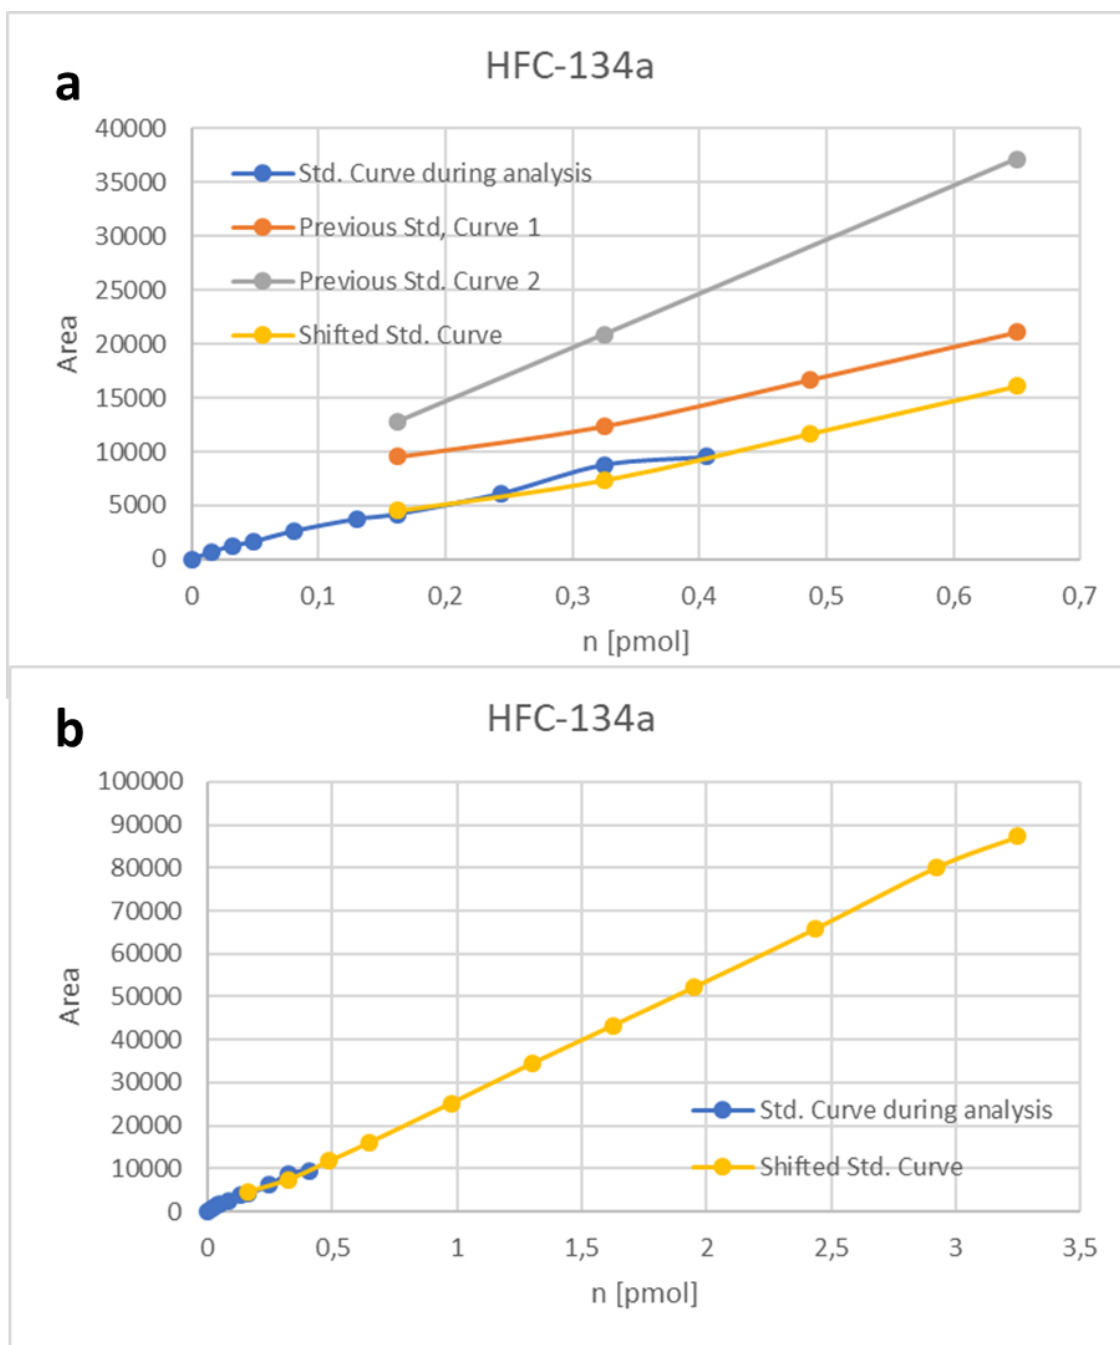 a
HFC-134a
40000
35000
30000
25000
20000
15000
10000
5000
0
Area
Std. Curve during analysis
Previous Std, Curve 1
Previous Std. Curve 2
Shifted Std. Curve
0 0,1 0,2 0,3 0,4 0,5 0,6 0,7
n [pmol]
b
HFC-134a
100000
90000
80000
70000
60000
50000
40000
30000
20000
10000
0
Area
Std. Curve during analysis
Shifted Std. Curve
0 0,5 1 1,5 2 2,5 3 3,5
n [pmol]